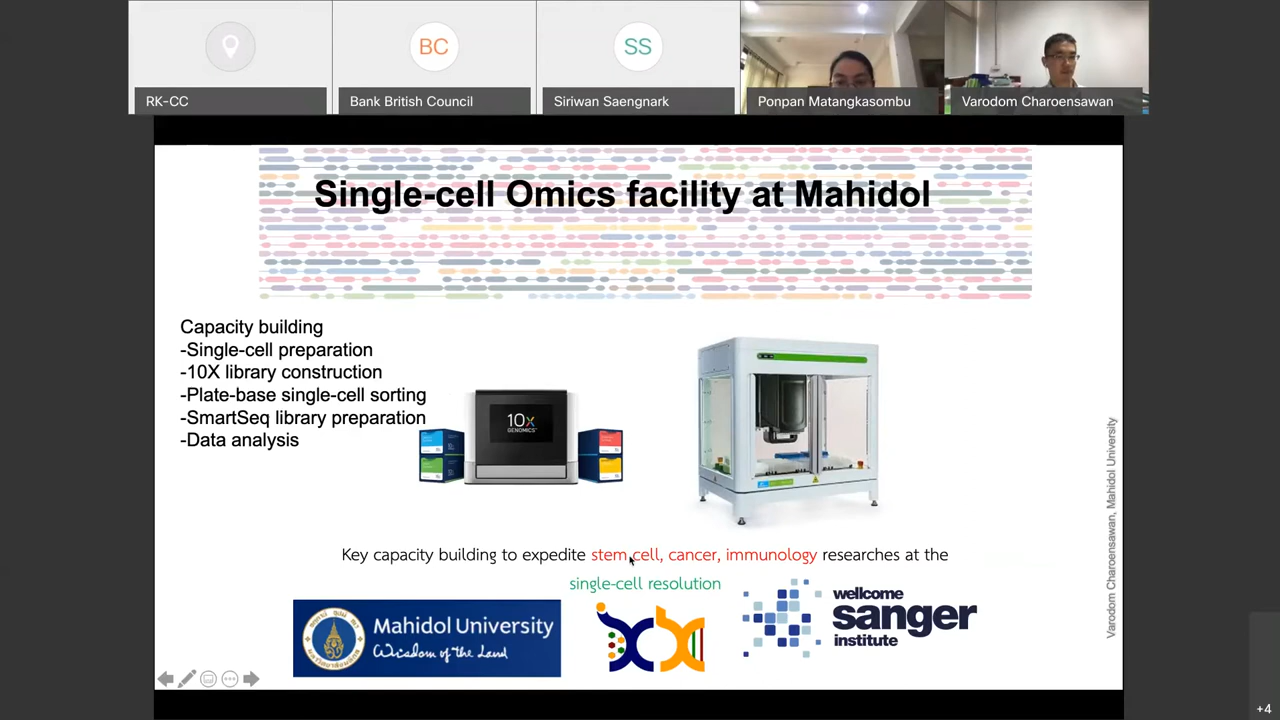 RK-CC
BC
Bank British Council
SS
Siriwan Saengnark
Ponpan Matangkasombu
Varodom Charoensawan
Single-cell Omics facility at Mahidol
Capacity building
-Single-cell preparation
-10X library construction
-Plate-base single-cell sorting
-SmartSeq library preparation
-Data analysis
10x
GENOMICS
Varodom Charoensawan, Mahidol University
Key capacity building to expedite stem cell, cancer, immunology researches at the
single-cell resolution
Mahidol University
Wisdom of the Land
wellcome
sanger
institute
+4